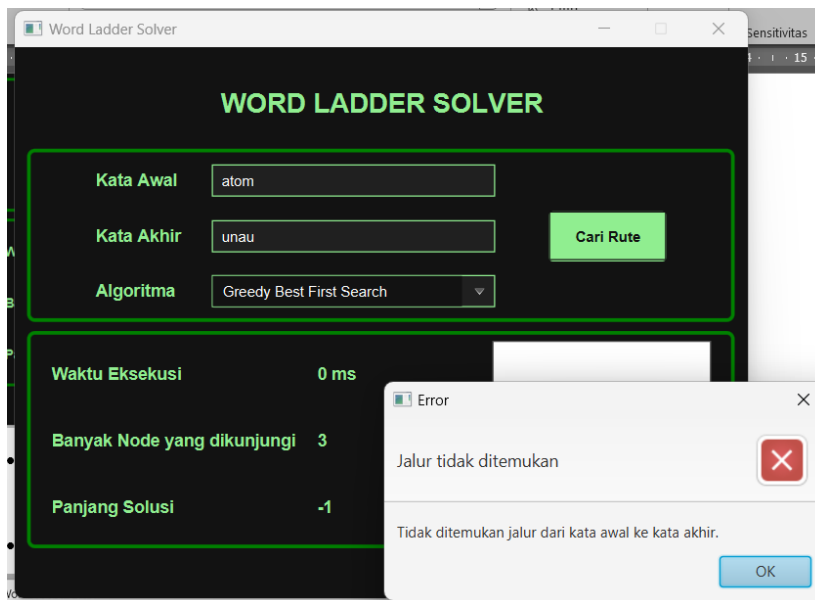 Word Ladder Solver
Sensitivitas
15
WORD LADDER SOLVER
Kata Awal
atom
Kata Akhir
unau
Cari Rute
Algoritma
Greedy Best First Search
Waktu Eksekusi
0 ms
Banyak Node yang dikunjungi
3
Panjang Solusi
-1
Error
Jalur tidak ditemukan
Tidak ditemukan jalur dari kata awal ke kata akhir.
OK